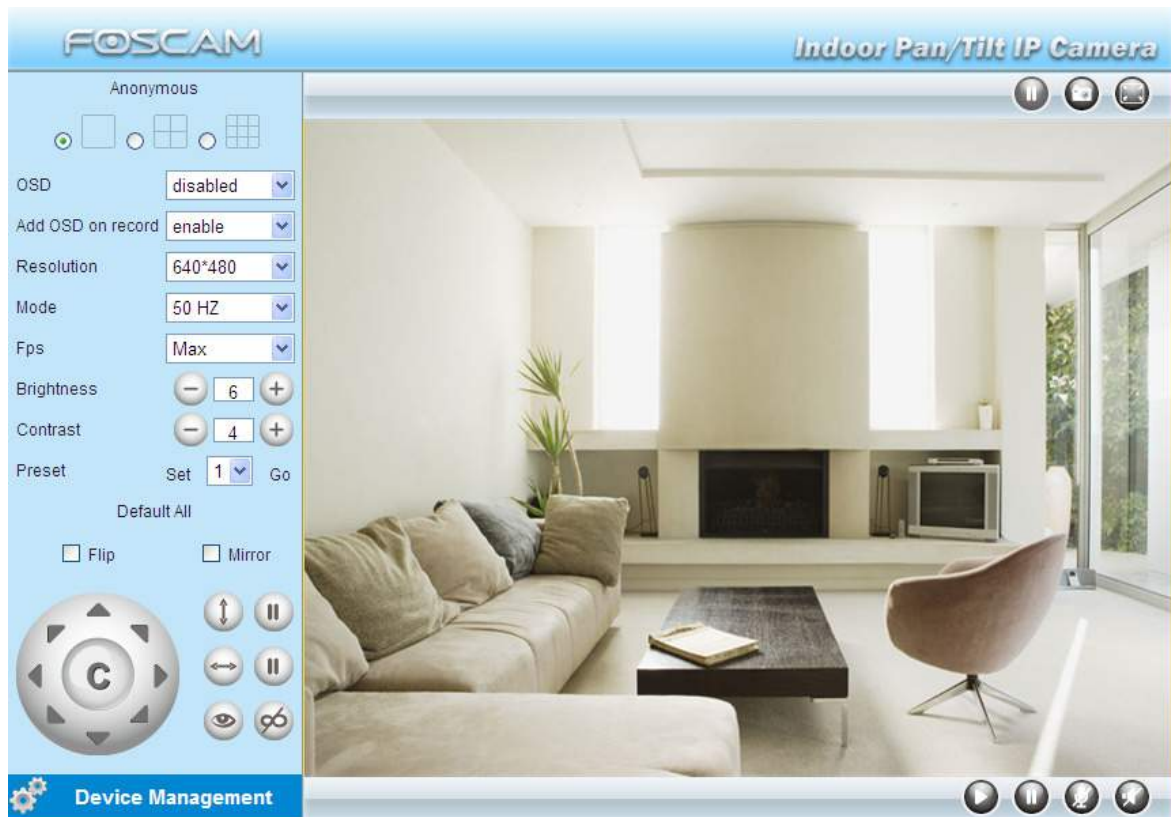 FOSCAM
Indoor Pan/Tilt IP Camera
Anonymous
OSD disabled
Add OSD on record enable
Resolution 640*480
Mode 50 HZ
Fps Max
Brightness 6
Contrast 4
Preset Set 1 Go
Default All
Flip Mirror
C
Device Management